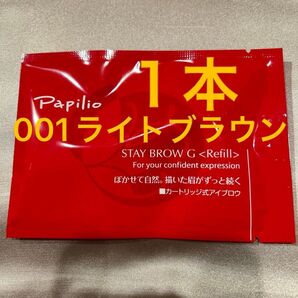 1本
Papilio
001ライトブラウン
STAY BROW G <Refill>
For your confident expression
ぼかせて自然。描いた眉がずっと続く
■カートリッジ式アイブロウ